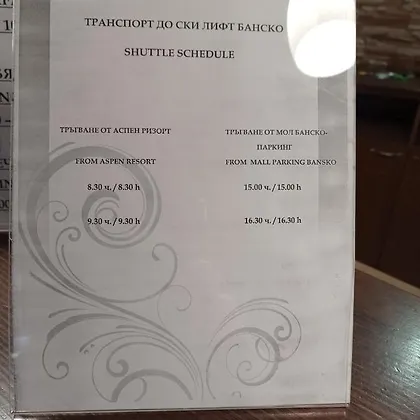 ТРАНСПОРТ ДО СКИ ЛИФТ БАНСКО
SHUTTLE SCHEDULE
ТРЪГВАНЕ ОТ АСПЕН РИЗОРТ
FROM ASPEN RESORT
8.30 ч. / 8.30 h
9.30 ч. / 9.30 h
ТРЪГВАНЕ ОТ МОЛ БАНСКО-
ПАРКИНГ
FROM MALL PARKING BANSKO
15.00 ч. / 15.00 h
16.30 ч. / 16.30 h